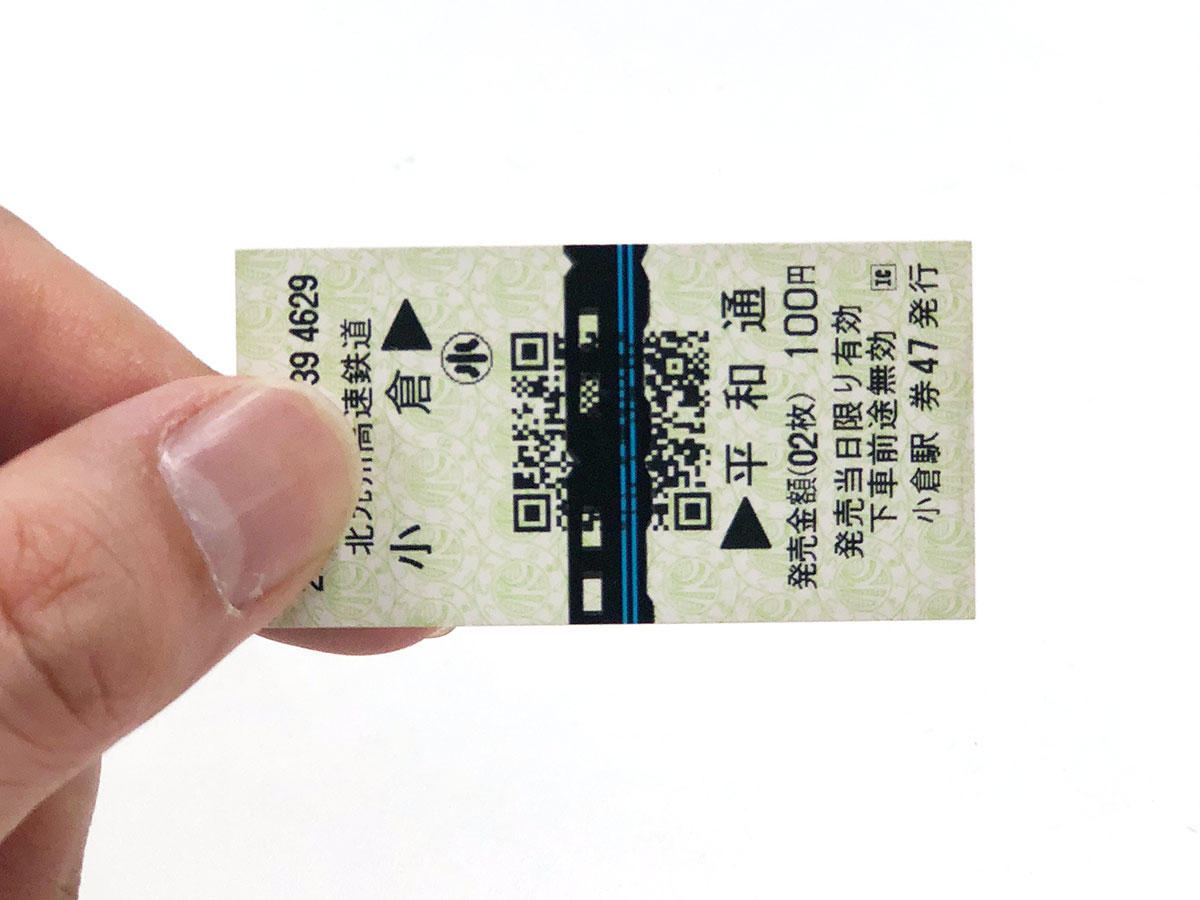 39 4629
北九州高速鉄道
小 倉▶
㋛
▶平 和 通
発売金額(02枚) 100円
発売当日限り有効
下車前途無効 IC
小倉駅 券47発行